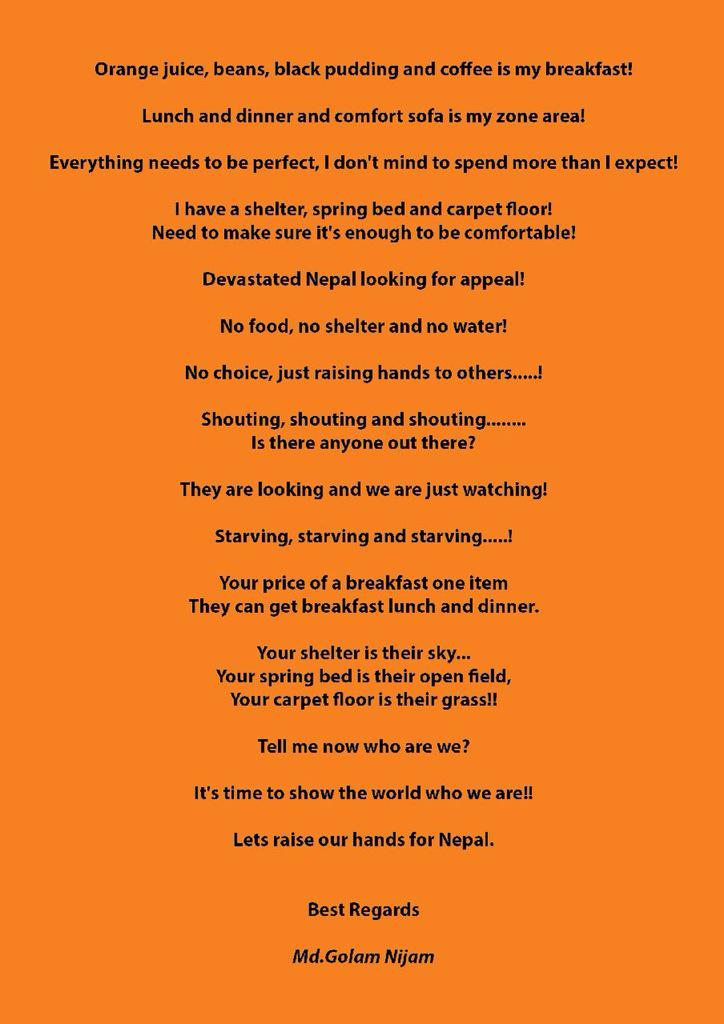 Orange juice, beans, black pudding and coffee is my breakfast!
Lunch and dinner and comfort sofa is my zone area!
Everything needs to be perfect, I don't mind to spend more than I expect!
I have a shelter, spring bed and carpet floor!
Need to make sure it's enough to be comfortable!
Devastated Nepal looking for appeal!
No food, no shelter and no water!
No choice, just raising hands to others.....!
Shouting, shouting and shouting........
Is there anyone out there?
They are looking and we are just watching!
Starving, starving and starving.....!
Your price of a breakfast one item
They can get breakfast lunch and dinner.
Your shelter is their sky...
Your spring bed is their open field,
Your carpet floor is their grass!!
Tell me now who are we?
It's time to show the world who we are!!
Lets raise our hands for Nepal.
Best Regards
Md.Golam Nijam